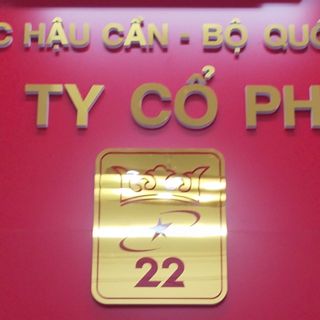 C HẬU CẦN - BỘ QUỐ
TY CỔ PH
22